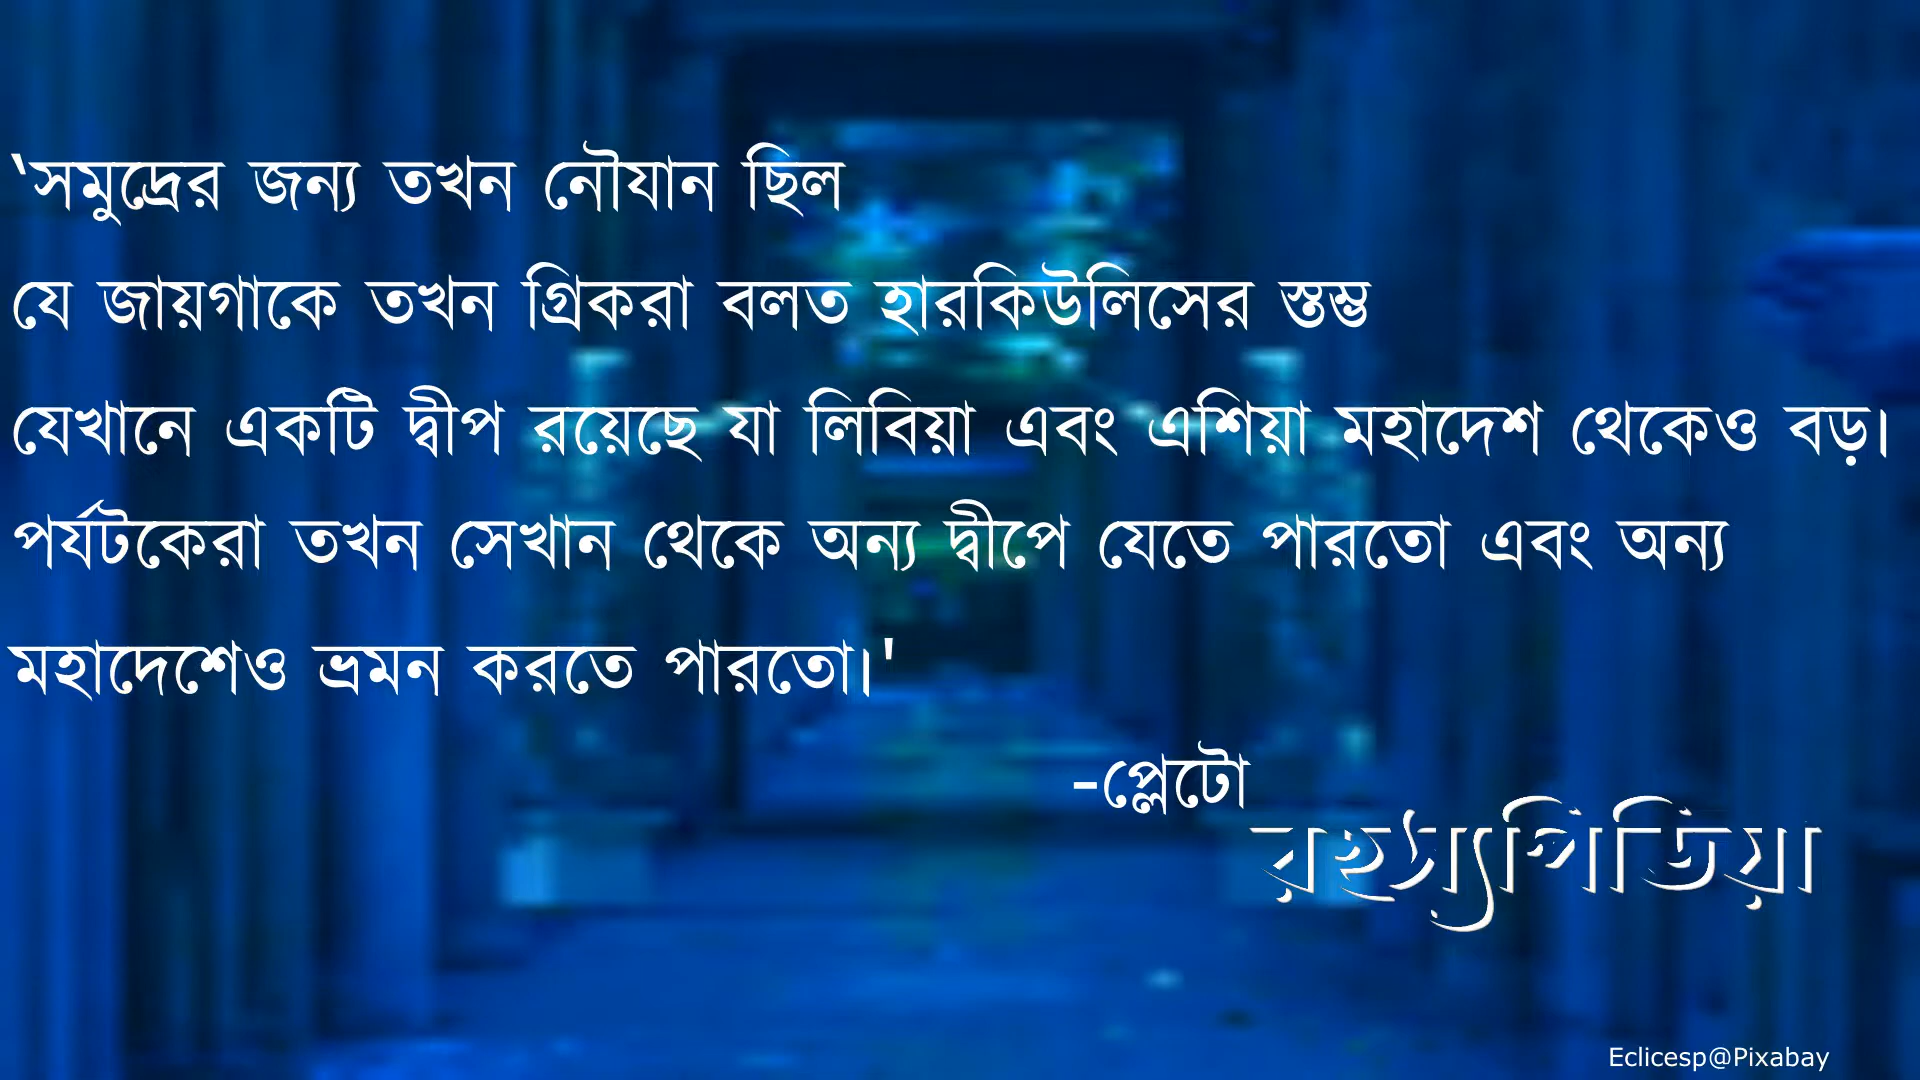 ‛সমুদ্রের জন্য তখন নৌযান ছিল
যে জায়গাকে তখন গ্রিকরা বলত হারকিউলিসের স্তম্ভ
যেখানে একটি দ্বীপ রয়েছে যা লিবিয়া এবং এশিয়া মহাদেশ থেকেও বড়।
পর্যটকেরা তখন সেখান থেকে অন্য দ্বীপে যেতে পারতো এবং অন্য
মহাদেশেও ভ্রমন করতে পারতো।'
-প্লেটো
রহস্যপিডিয়া
Eclicesp@Pixabay